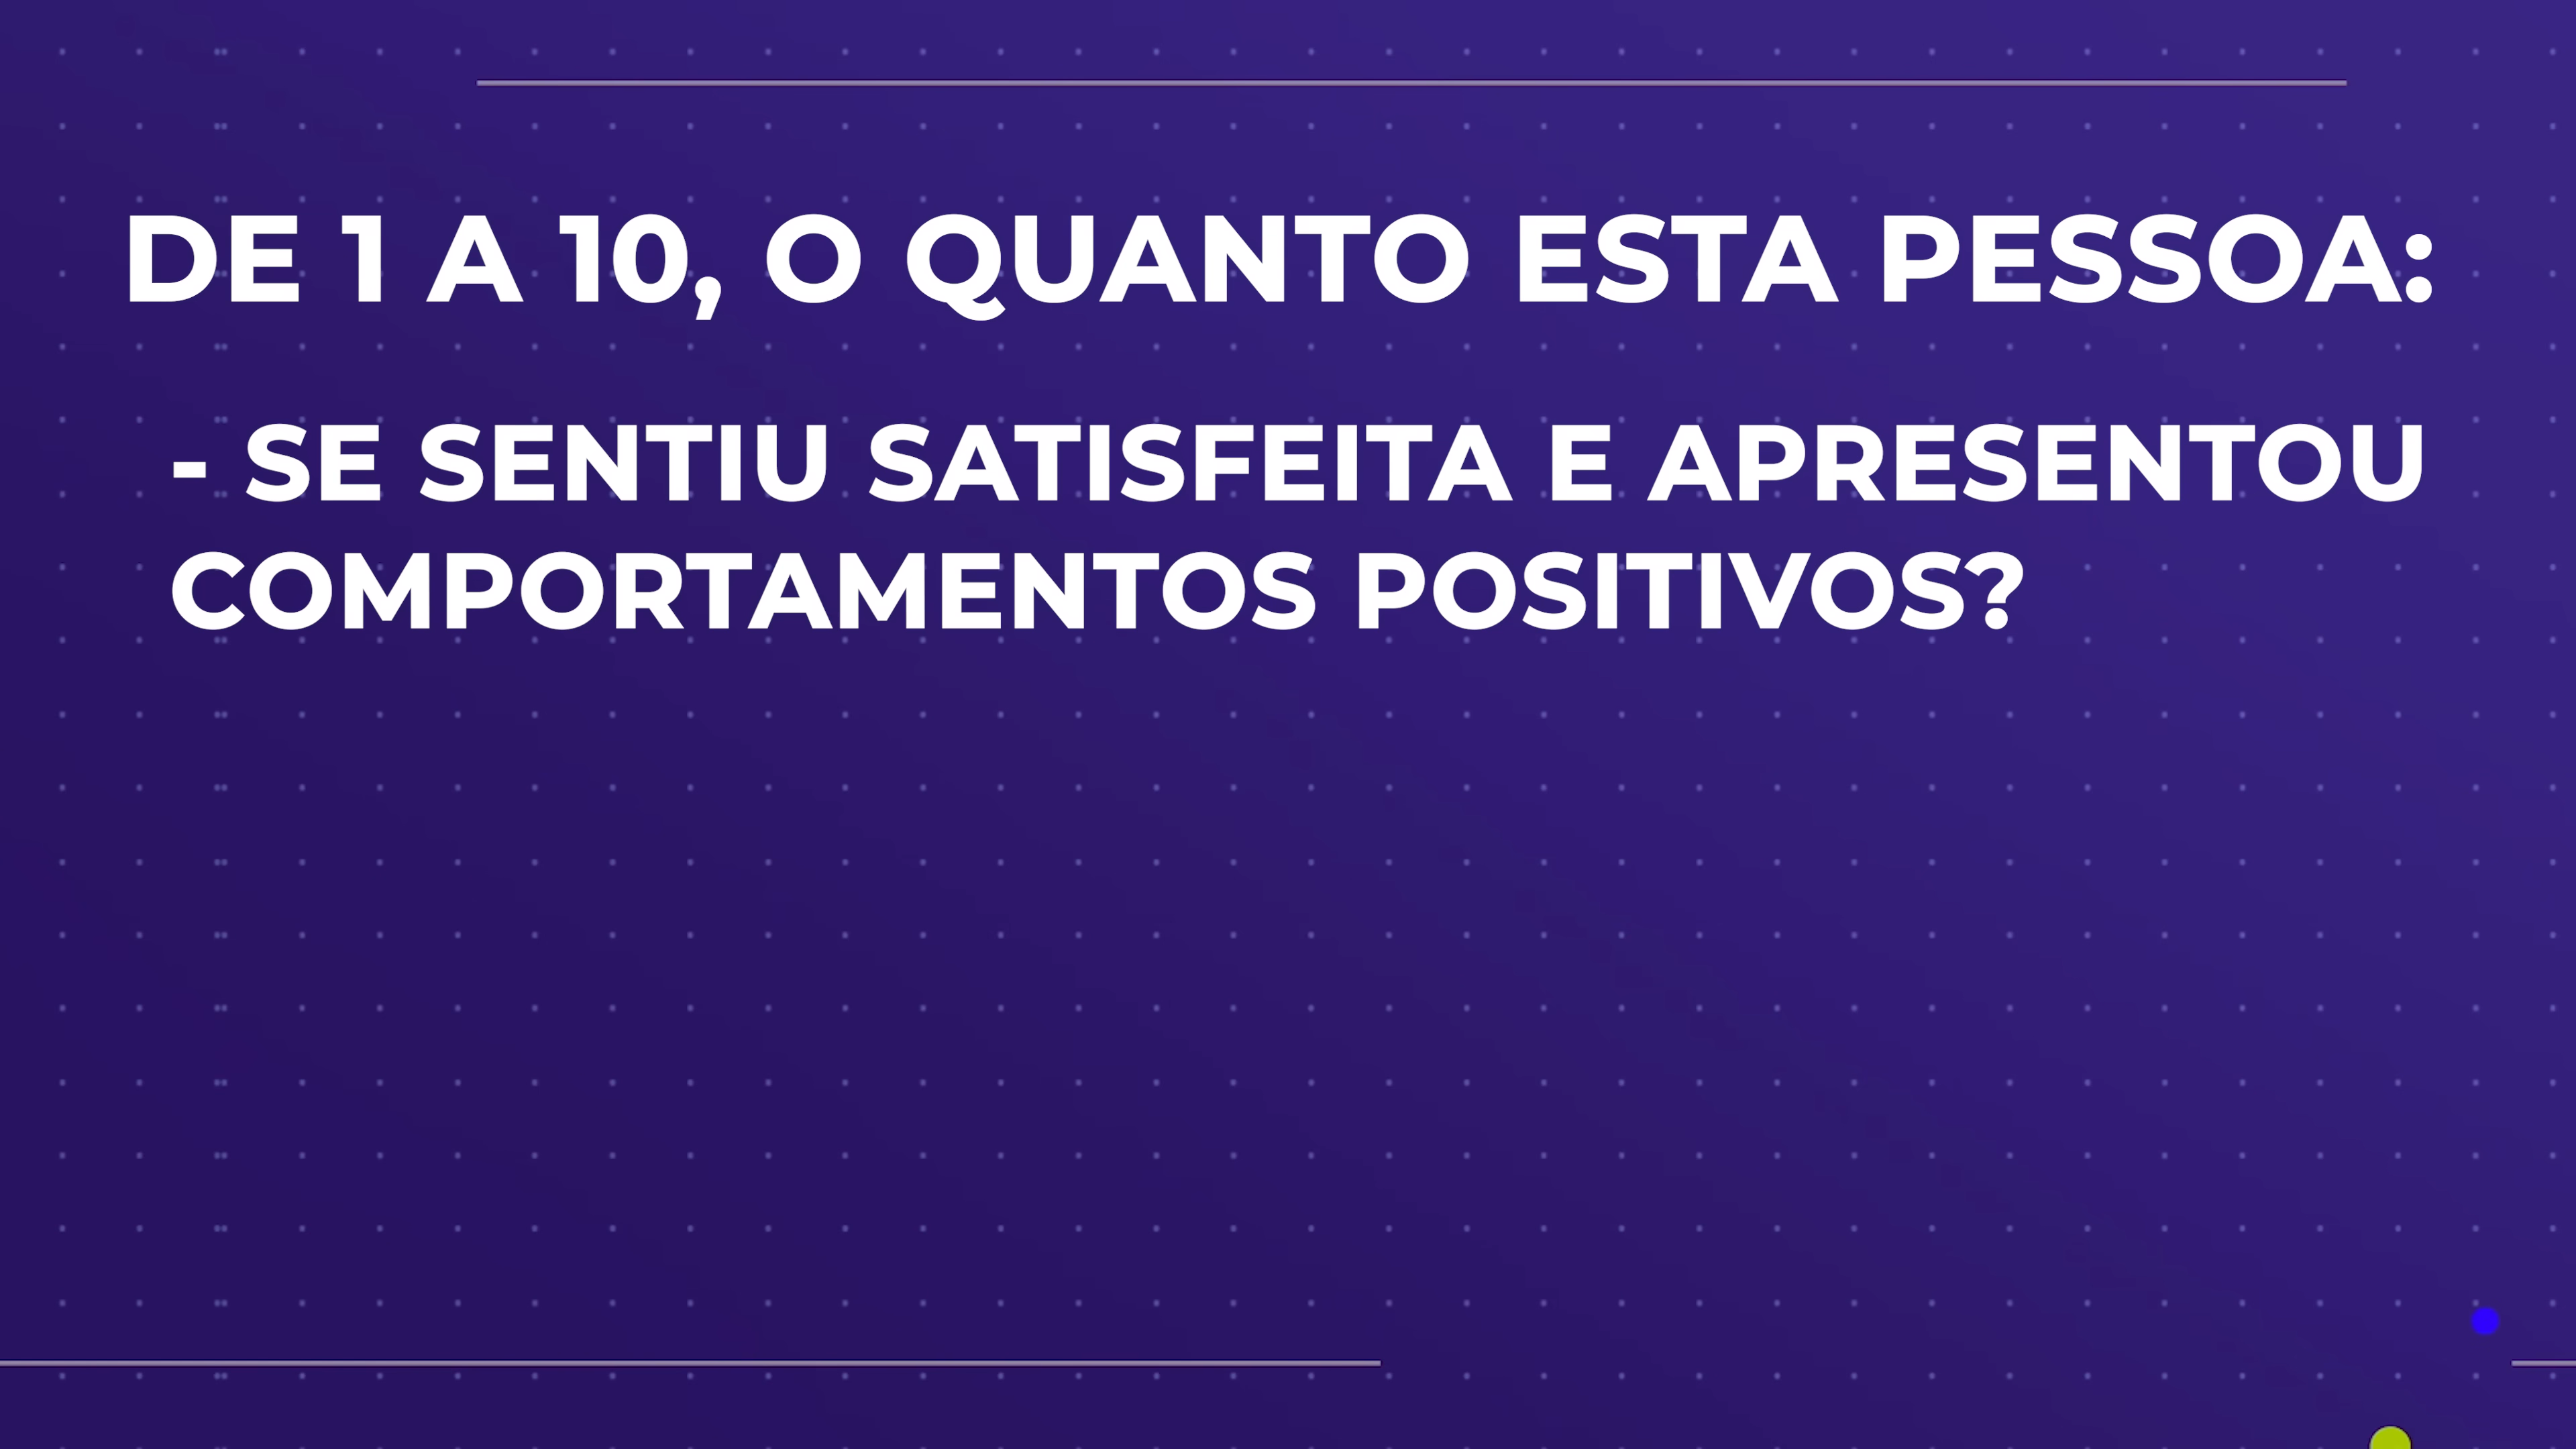 DE 1 A 10, O QUANTO ESTA PESSOA:
- SE SENTIU SATISFEITA E APRESENTOU
COMPORTAMENTOS POSITIVOS?